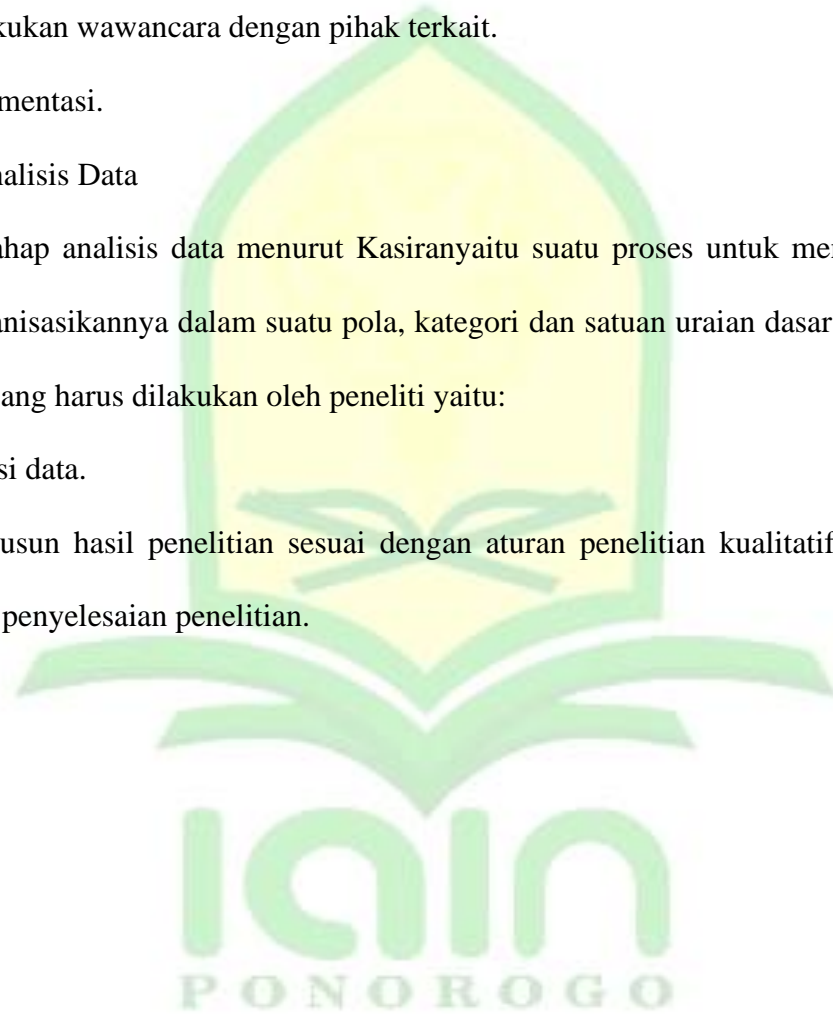 kukan wawancara dengan pihak terkait.
mentasi.
nalisis Data
ahap analisis data menurut Kasiranyaitu suatu proses untuk mer
anisasikannya dalam suatu pola, kategori dan satuan uraian dasar
ang harus dilakukan oleh peneliti yaitu:
si data.
usun hasil penelitian sesuai dengan aturan penelitian kualitatif
penyelesaian penelitian.
iain
PONOROGO